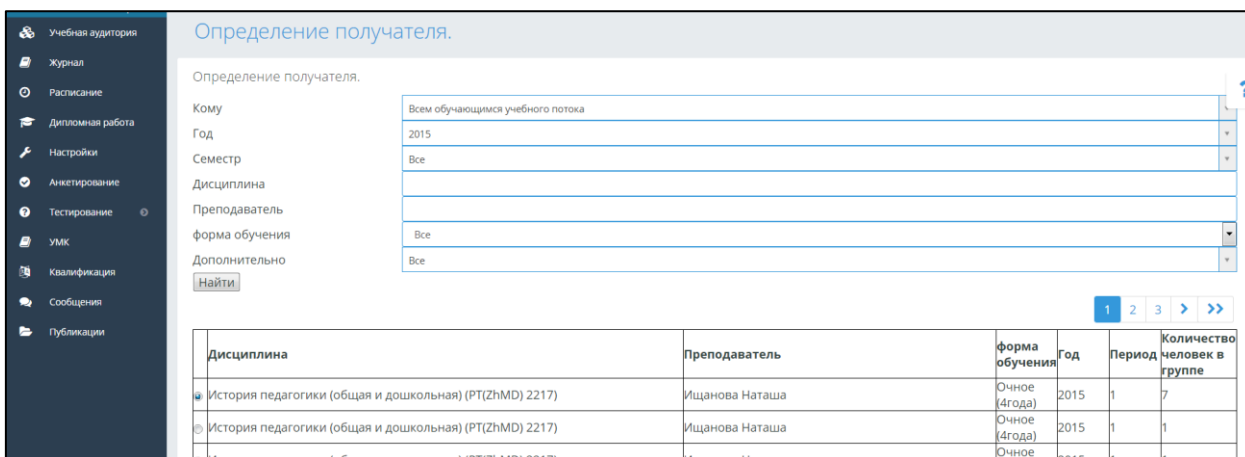 Учебная аудитория
Журнал
Расписание
Дипломная работа
Настройки
Анкетирование
Тестирование
УМК
Квалификация
Сообщения
Публикации
Определение получателя.
Определение получателя.
Кому Всем обучающимся учебного потока
Год 2015
Семестр Все
Дисциплина
Преподаватель
форма обучения Все
Дополнительно Все
Найти
1 2 3 > >>
Дисциплина Преподаватель форма обучения Год Период Количество человек в группе
История педагогики (общая и дошкольная) (PT(ZhMD) 2217) Ищанова Наташа Очное (4года) 2015 1 7
История педагогики (общая и дошкольная) (PT(ZhMD) 2217) Ищанова Наташа Очное (4года) 2015 1 1
Очное